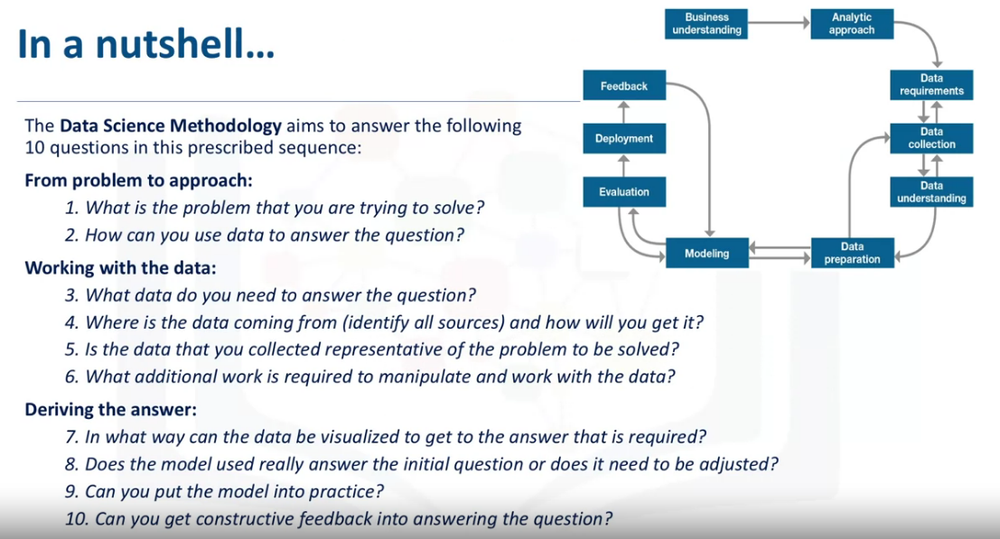 In a nutshell...
The Data Science Methodology aims to answer the following
10 questions in this prescribed sequence:
From problem to approach:
1. What is the problem that you are trying to solve?
2. How can you use data to answer the question?
Working with the data:
3. What data do you need to answer the question?
4. Where is the data coming from (identify all sources) and how will you get it?
5. Is the data that you collected representative of the problem to be solved?
6. What additional work is required to manipulate and work with the data?
Deriving the answer:
7. In what way can the data be visualized to get to the answer that is required?
8. Does the model used really answer the initial question or does it need to be adjusted?
9. Can you put the model into practice?
10. Can you get constructive feedback into answering the question?
Business
understanding
Analytic
approach
Data
requirements
Data
collection
Data
understanding
Data
preparation
Modeling
Evaluation
Deployment
Feedback